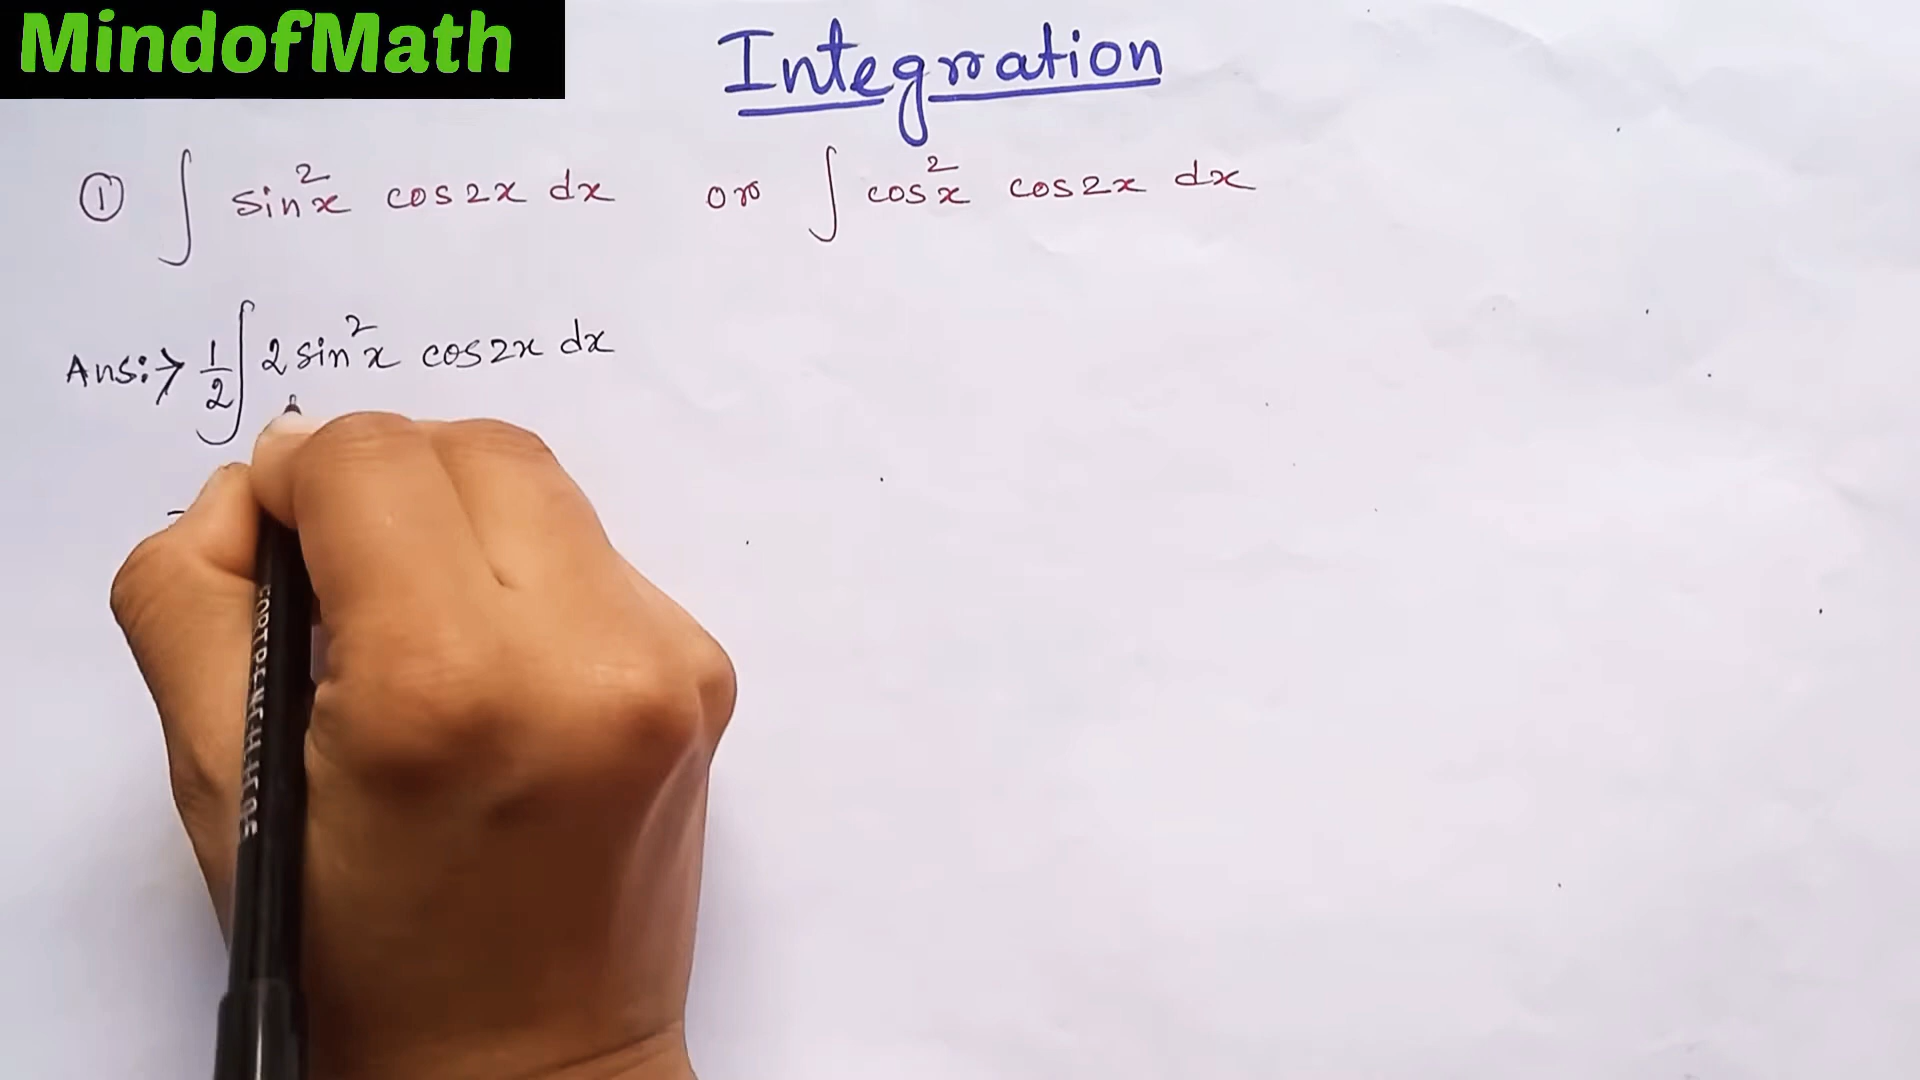 MindofMath
Integration
① ∫ sin²x cos2x dx or ∫ cos²x cos2x dx
Ans:→ 1/2 ∫ 2 sin²x cos2x dx